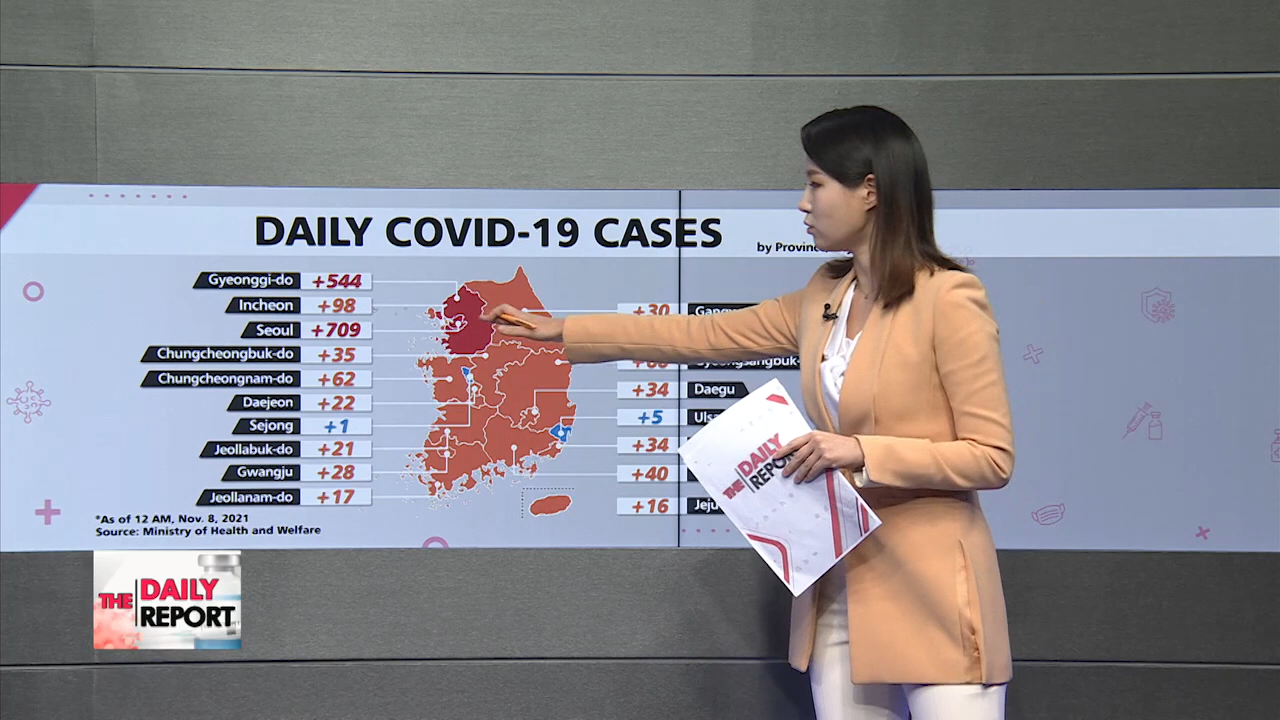 DAILY COVID-19 CASES
by Province
Gyeonggi-do +544
Incheon +98
Seoul +709
Chungcheongbuk-do +35
Chungcheongnam-do +62
Daejeon +22
Sejong +1
Jeollabuk-do +21
Gwangju +28
Jeollanam-do +17
+30
+34 Daegu
+5
+34
+40
+16 Jeju
*As of 12 AM, Nov. 8, 2021
Source: Ministry of Health and Welfare
THE DAILY REPORT
THE DAILY REPORT